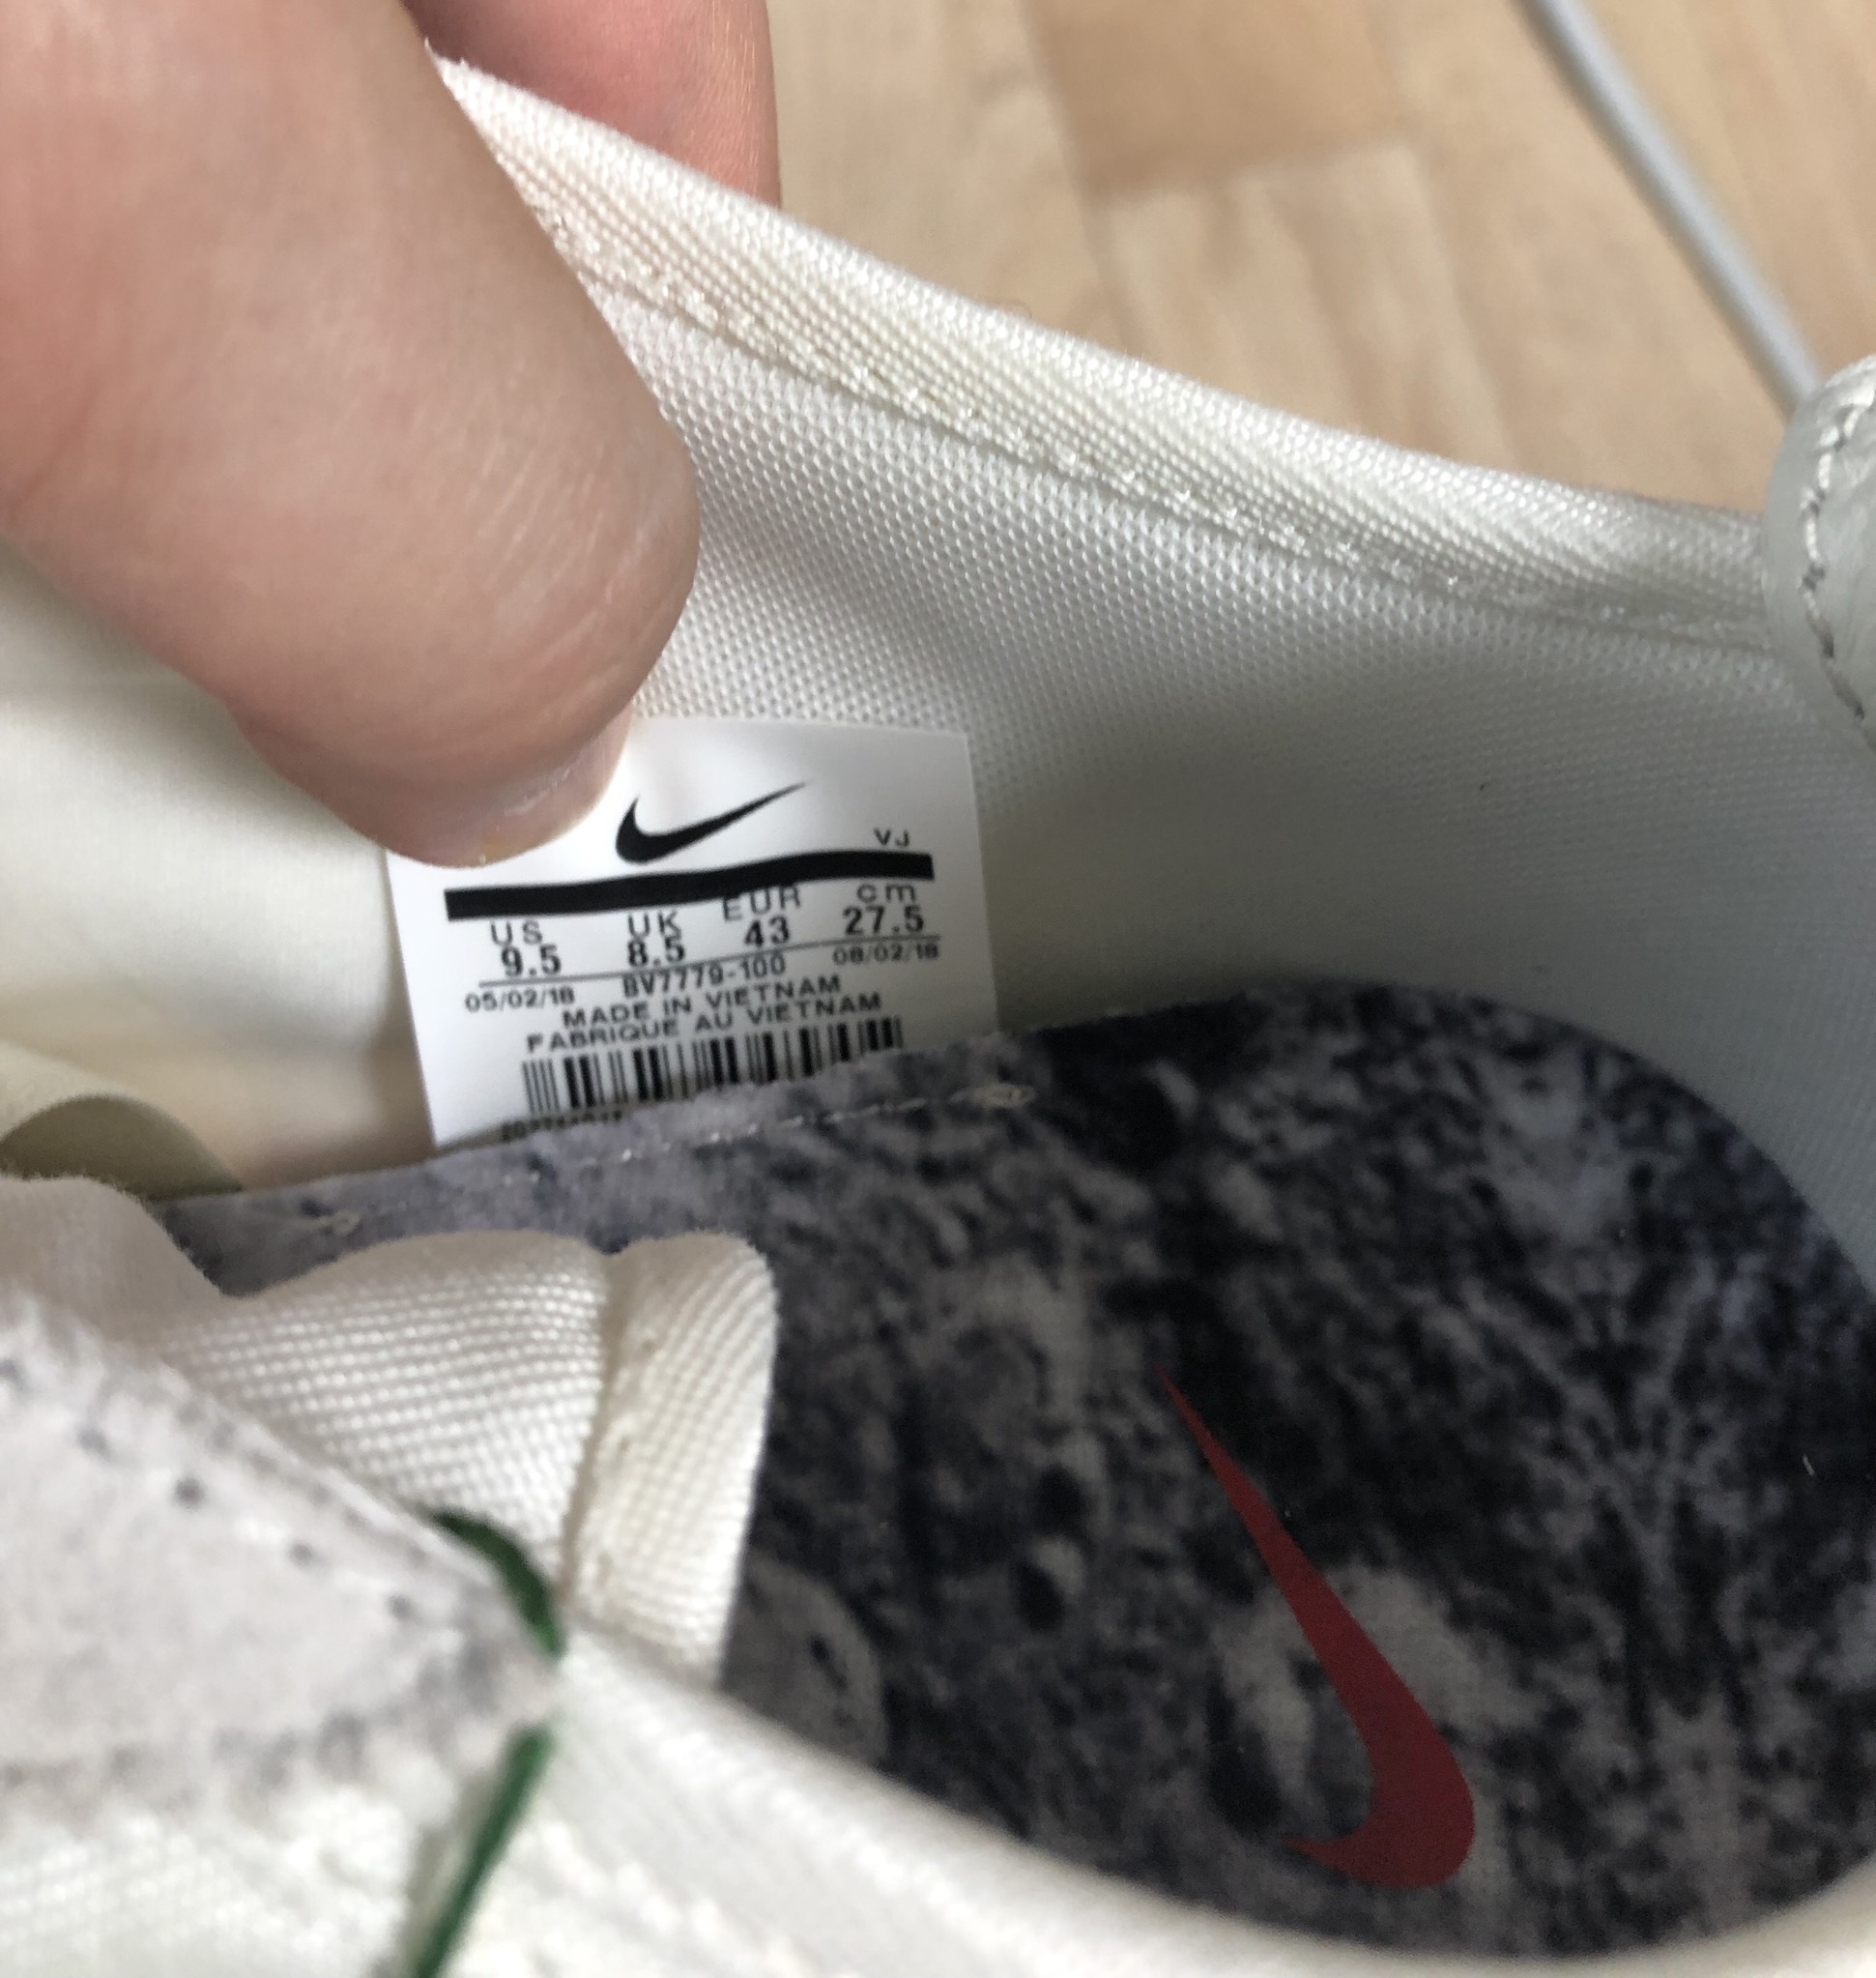 VJ
US UK EUR cm
9.5 8.5 43 27.5
05/02/18 BV7779-100 08/02/18
MADE IN VIETNAM
FABRIQUE AU VIETNAM